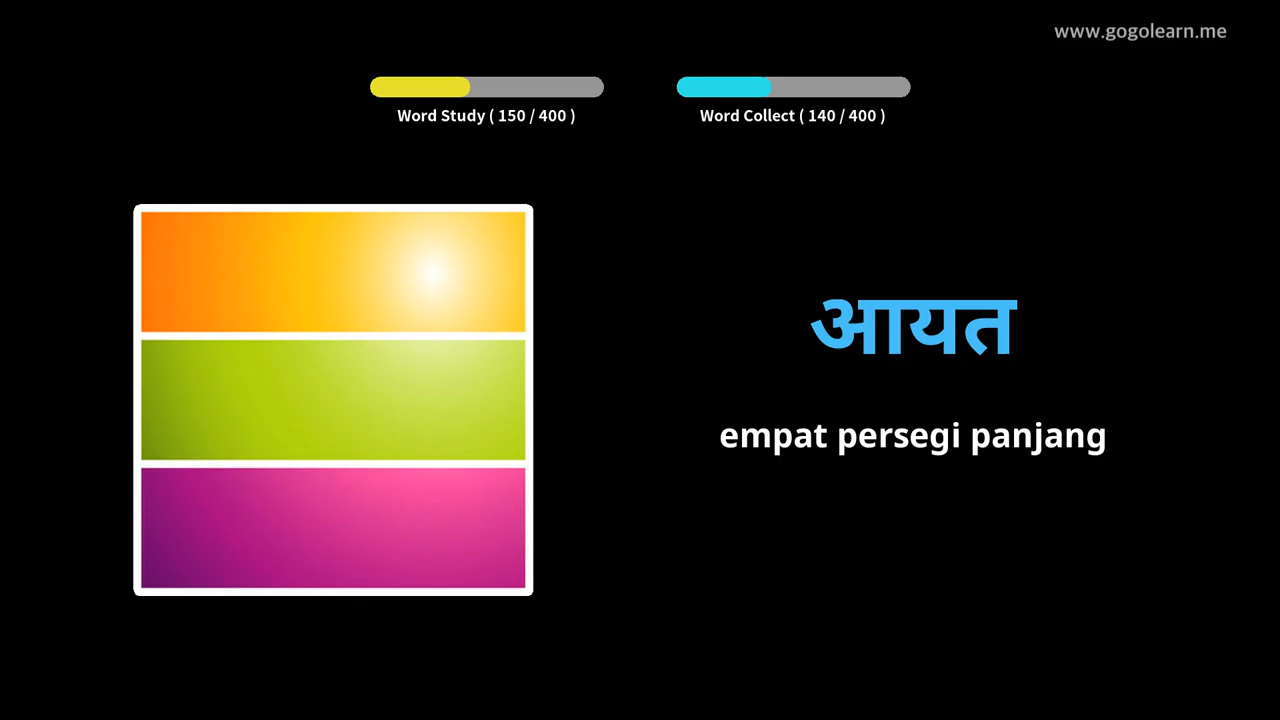 www.gogolearn.me
Word Study ( 150 / 400 )
Word Collect ( 140 / 400 )
आयत
empat persegi panjang